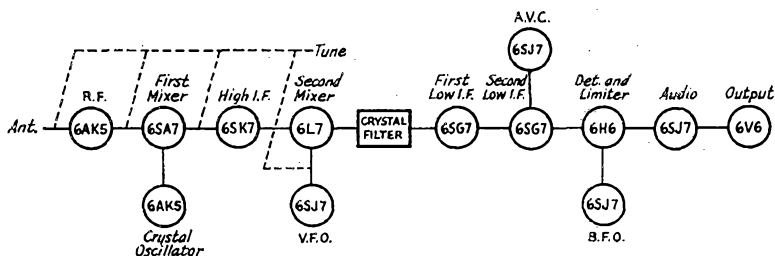 A.V.C.
6SJ7
Tune
R.F.
First
Mixer
High I.F.
Second
Mixer
First
Low I.F.
Second
Low I.F.
Det. and
Limiter
Audio
Output
Ant.
6AK5
6SA7
6SK7
6L7
CRYSTAL
FILTER
6SG7
6SG7
6H6
6SJ7
6V6
6AK5
6SJ7
6SJ7
Crystal
Oscillator
V.F.O.
B.F.O.